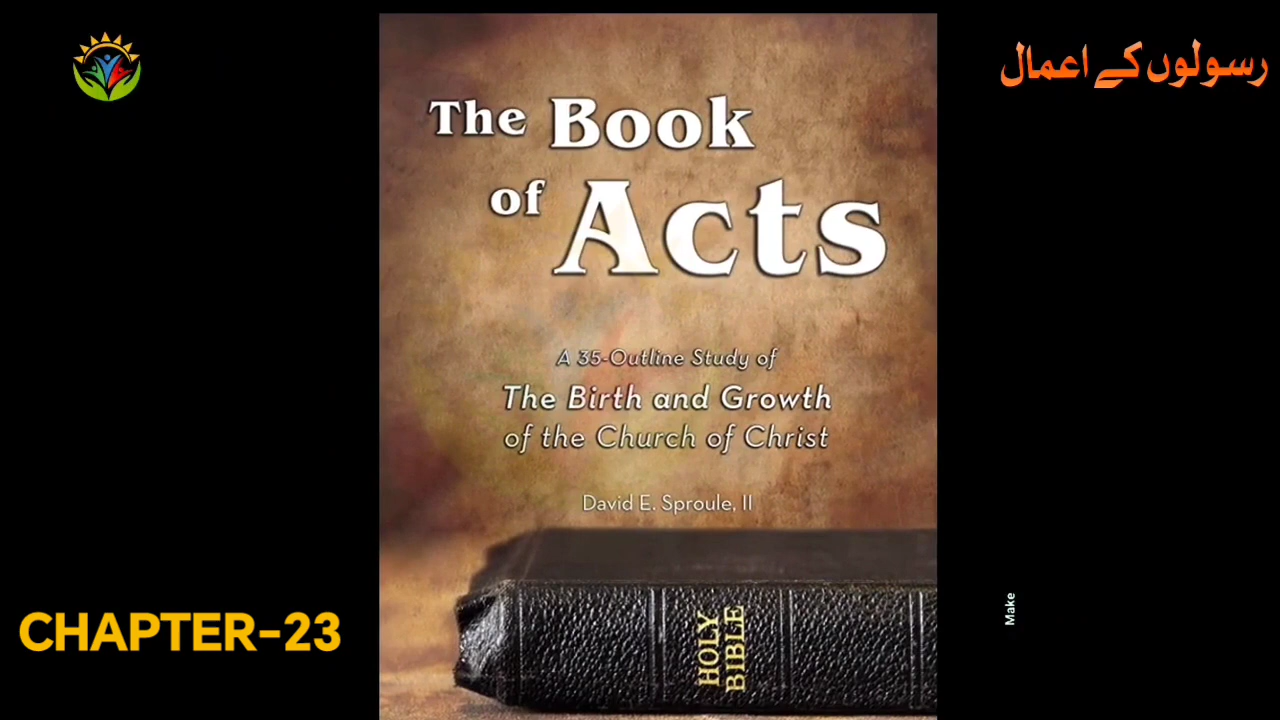 رسولوں کے اعمال
The Book
of Acts
A 35-Outline Study of
The Birth and Growth
of the Church of Christ
David E. Sproule, II
HOLY
BIBLE
CHAPTER-23
Make